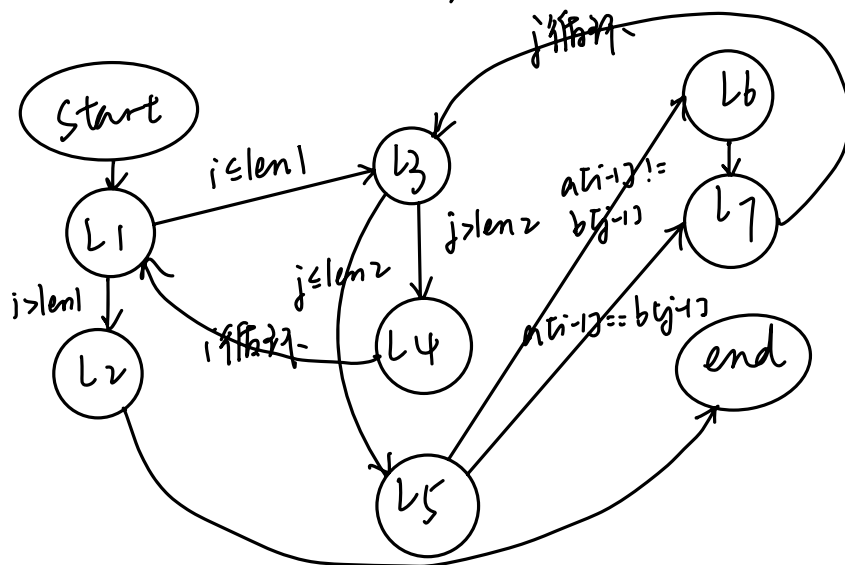 j循环
start
L6
i≤len1
L3
a[i-1]!=
b[j-1]
L7
L1
j>len2
j≤len2
i>len1
i循环
a[i-1]==b[j-1]
L4
end
L2
L5